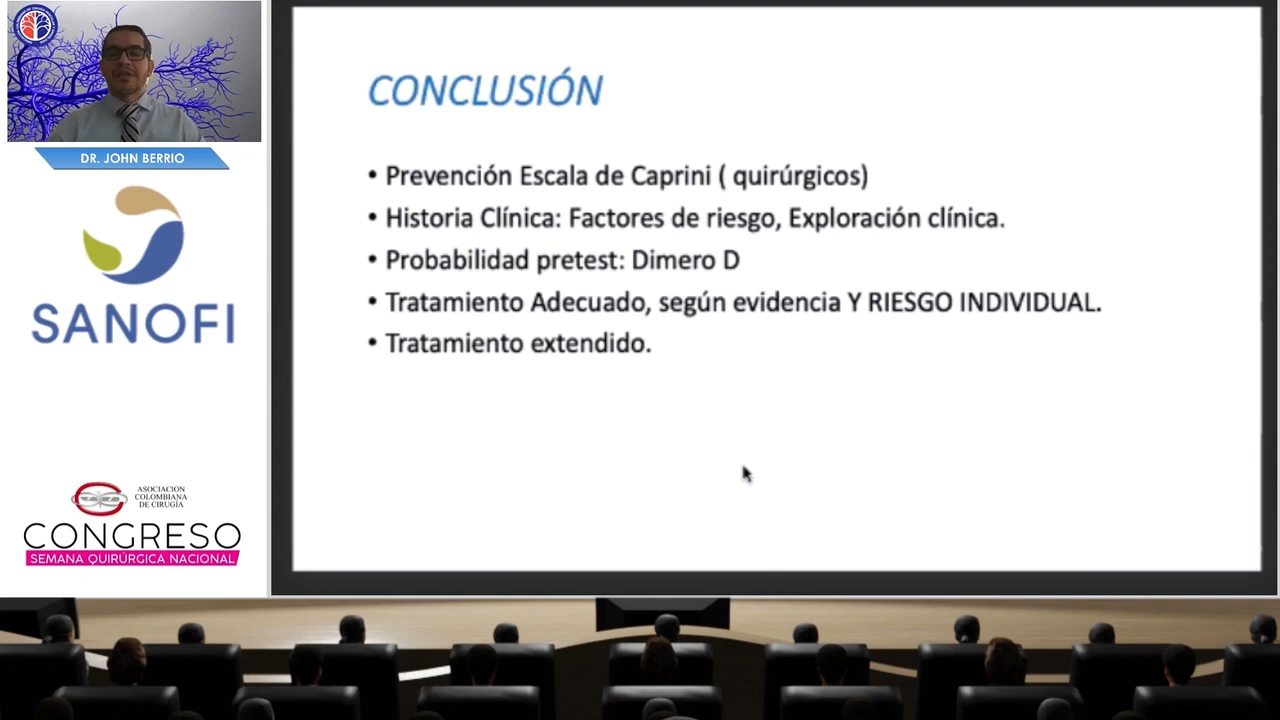 DR. JOHN BERRIO
SANOFI
ASOCIACION
COLOMBIANA
DE CIRUGÍA
CONGRESO
SEMANA QUIRÚRGICA NACIONAL
CONCLUSIÓN
• Prevención Escala de Caprini ( quirúrgicos)
• Historia Clínica: Factores de riesgo, Exploración clínica.
• Probabilidad pretest: Dimero D
• Tratamiento Adecuado, según evidencia Y RIESGO INDIVIDUAL.
• Tratamiento extendido.